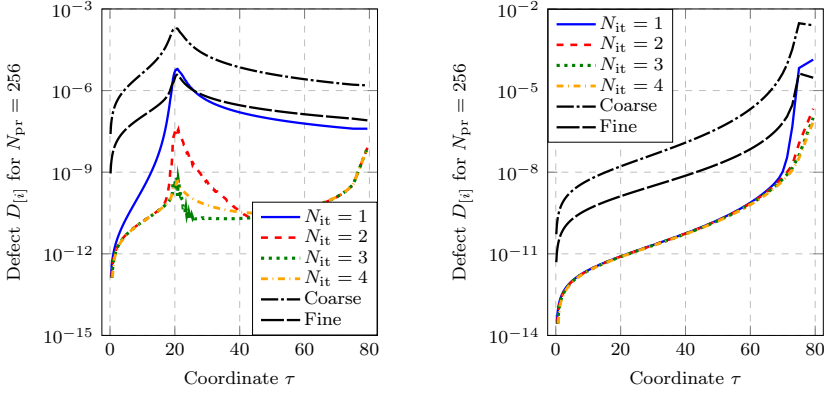 10^−3
10^−6
10^−9
10^−12
10^−15
Defect D_[i] for N_pr = 256
0
20
40
60
80
Coordinate τ
N_it = 1
N_it = 2
N_it = 3
N_it = 4
Coarse
Fine
10^−2
10^−5
10^−8
10^−11
10^−14
Defect D_[i] for N_pr = 256
0
20
40
60
80
Coordinate τ
N_it = 1
N_it = 2
N_it = 3
N_it = 4
Coarse
Fine